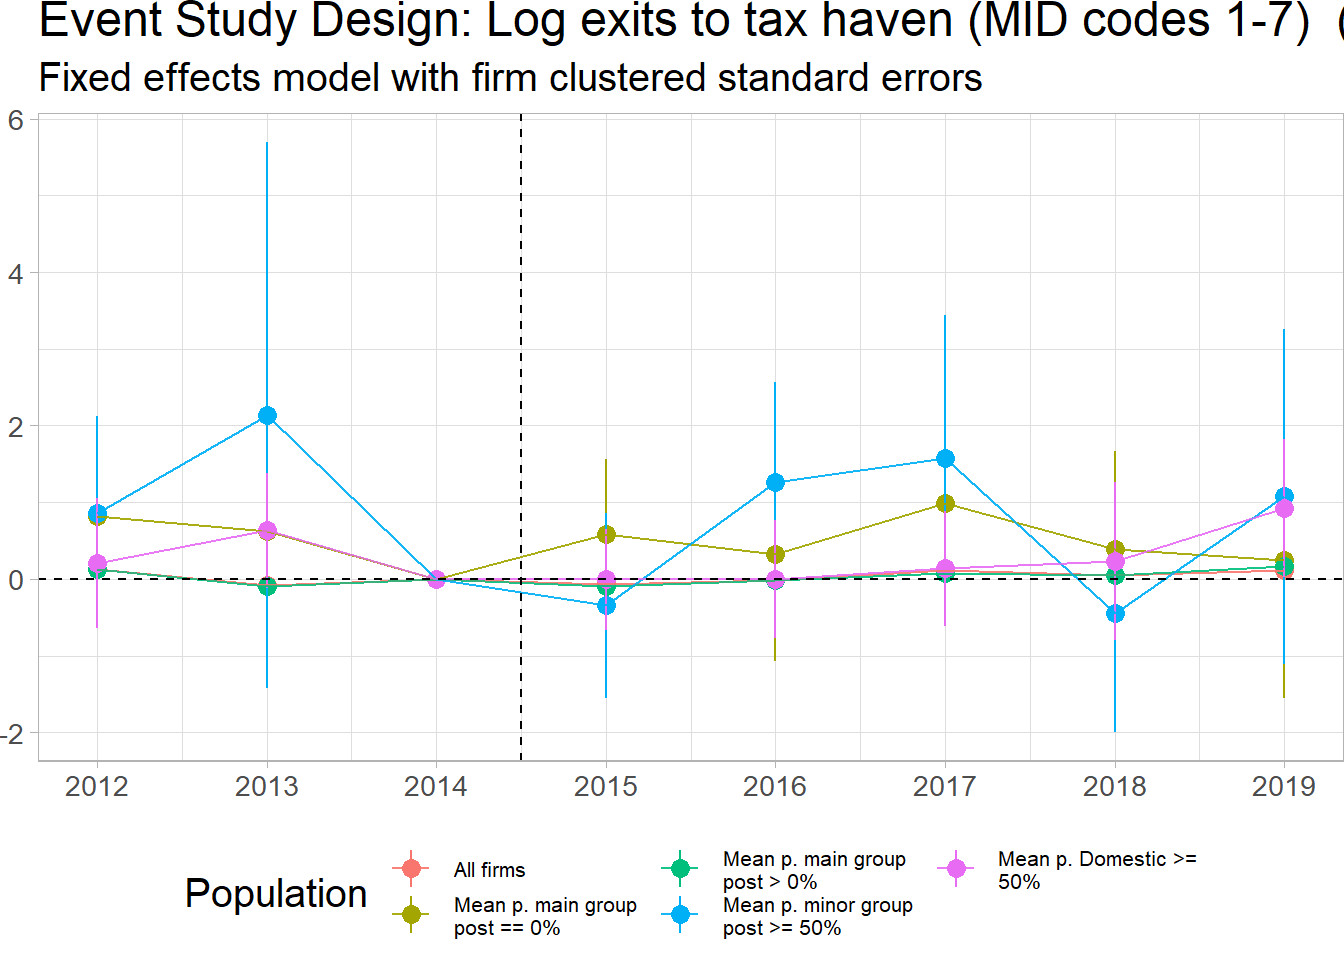 Event Study Design: Log exits to tax haven (MID codes 1-7) (
Fixed effects model with firm clustered standard errors
6
4
2
0
-2
2012 2013 2014 2015 2016 2017 2018 2019
Population
All firms
Mean p. main group
post == 0%
Mean p. main group
post > 0%
Mean p. minor group
post >= 50%
Mean p. Domestic >=
50%